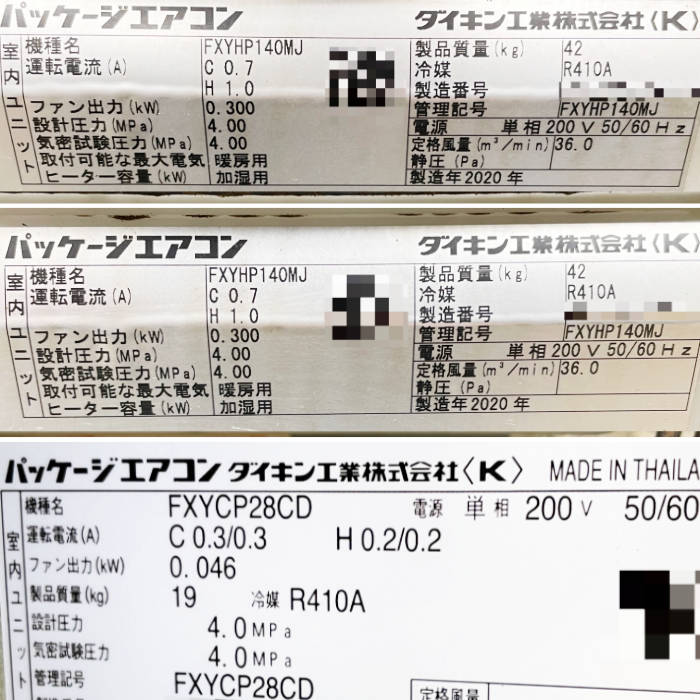 パッケージエアコン ダイキン工業株式会社〈K〉
室内ユニット
機種名 FXYHP140MJ 製品質量(kg) 42
運転電流(A) C 0.7 冷媒 R410A
H 1.0 製造番号
ファン出力(kW) 0.300 管理記号 FXYHP140MJ
設計圧力(MPa) 4.00 電源 単相200V 50/60Hz
気密試験圧力(MPa) 4.00 定格風量(m³/min) 36.0
取付可能な最大電気 暖房用 静圧(Pa)
ヒーター容量(kW) 加湿用 製造年2020年
パッケージエアコン ダイキン工業株式会社〈K〉
室内ユニット
機種名 FXYHP140MJ 製品質量(kg) 42
運転電流(A) C 0.7 冷媒 R410A
H 1.0 製造番号
ファン出力(kW) 0.300 管理記号 FXYHP140MJ
設計圧力(MPa) 4.00 電源 単相200V 50/60Hz
気密試験圧力(MPa) 4.00 定格風量(m³/min) 36.0
取付可能な最大電気 暖房用 静圧(Pa)
ヒーター容量(kW) 加湿用 製造年2020年
パッケージエアコン ダイキン工業株式会社〈K〉 MADE IN THAILA
室内ユニット
機種名 FXYCP28CD 電源 単相 200V 50/60
運転電流(A) C 0.3/0.3 H 0.2/0.2
ファン出力(kW) 0.046
製品質量(kg) 19 冷媒 R410A
設計圧力 4.0MPa
気密試験圧力 4.0MPa
管理記号 FXYCP28CD
定格風量